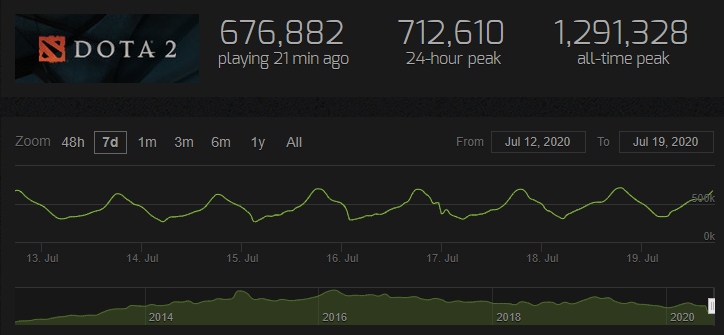 DOTA 2
676,882
playing 21 min ago
712,610
24-hour peak
1,291,328
all-time peak
Zoom 48h 7d 1m 3m 6m 1y All
From Jul 12, 2020 To Jul 19, 2020
500k
0k
13. Jul 14. Jul 15. Jul 16. Jul 17. Jul 18. Jul 19. Jul
2014 2016 2018 2020